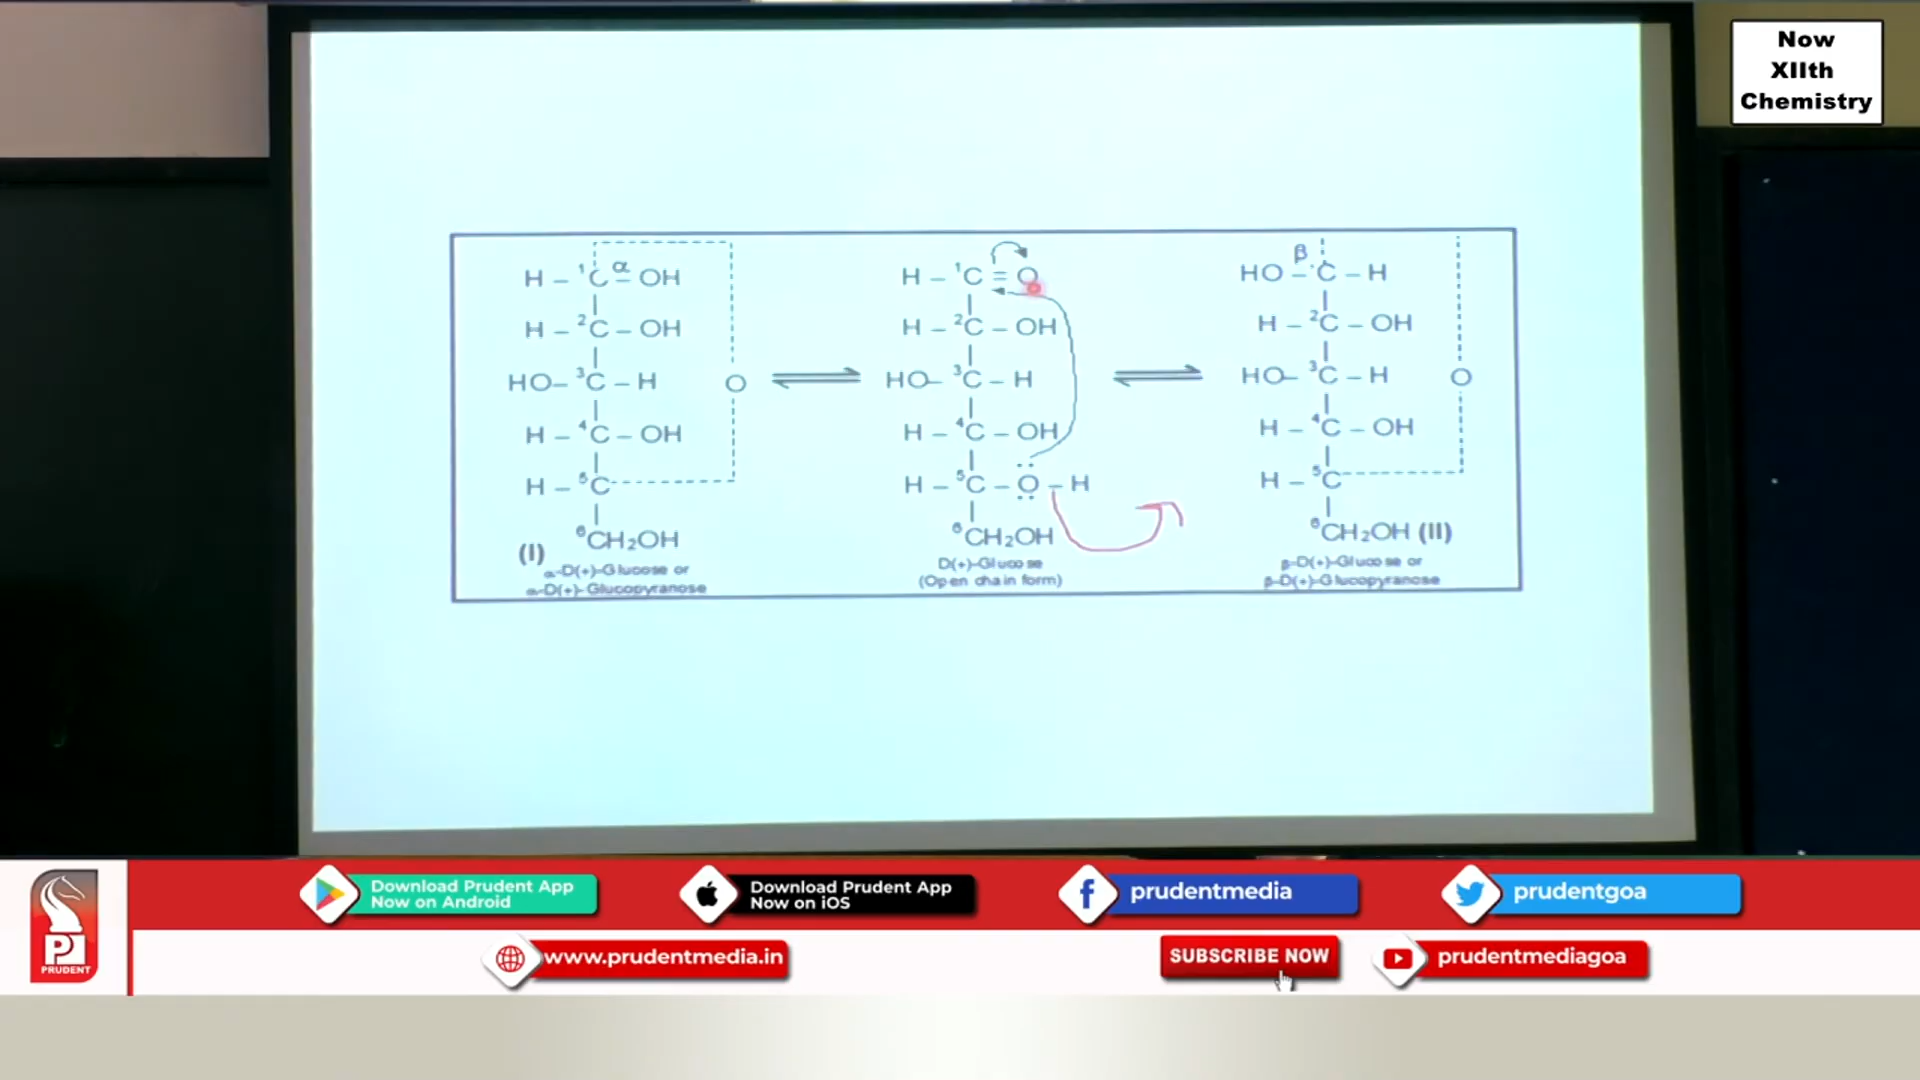 Now
XIIth
Chemistry
H – ¹C α – OH
H – ²C – OH
HO – ³C – H
H – ⁴C – OH
H – ⁵C
⁶CH₂OH
O
(I)
α-D(+)-Glucose or
α-D(+)-Glucopyranose
H – ¹C = O
H – ²C – OH
HO – ³C – H
H – ⁴C – OH
H – ⁵C – O – H
⁶CH₂OH
D(+)-Glucose
(Open chain form)
β
HO – C – H
H – ²C – OH
HO – ³C – H
H – ⁴C – OH
H – ⁵C
⁶CH₂OH (II)
O
β-D(+)-Glucose or
β-D(+)-Glucopyranose
Download Prudent App
Now on Android
Download Prudent App
Now on iOS
prudentmedia
prudentgoa
PRUDENT
www.prudentmedia.in
SUBSCRIBE NOW
prudentmediagoa